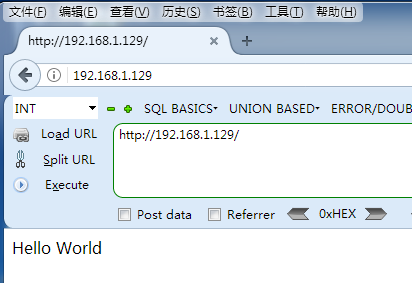 文件(F) 编辑(E) 查看(V) 历史(S) 书签(B) 工具(T) 帮助(H)
http://192.168.1.129/
192.168.1.129
INT SQL BASICS UNION BASED ERROR/DOUB
Load URL http://192.168.1.129/
Split URL
Execute
Post data Referrer 0xHEX
Hello World